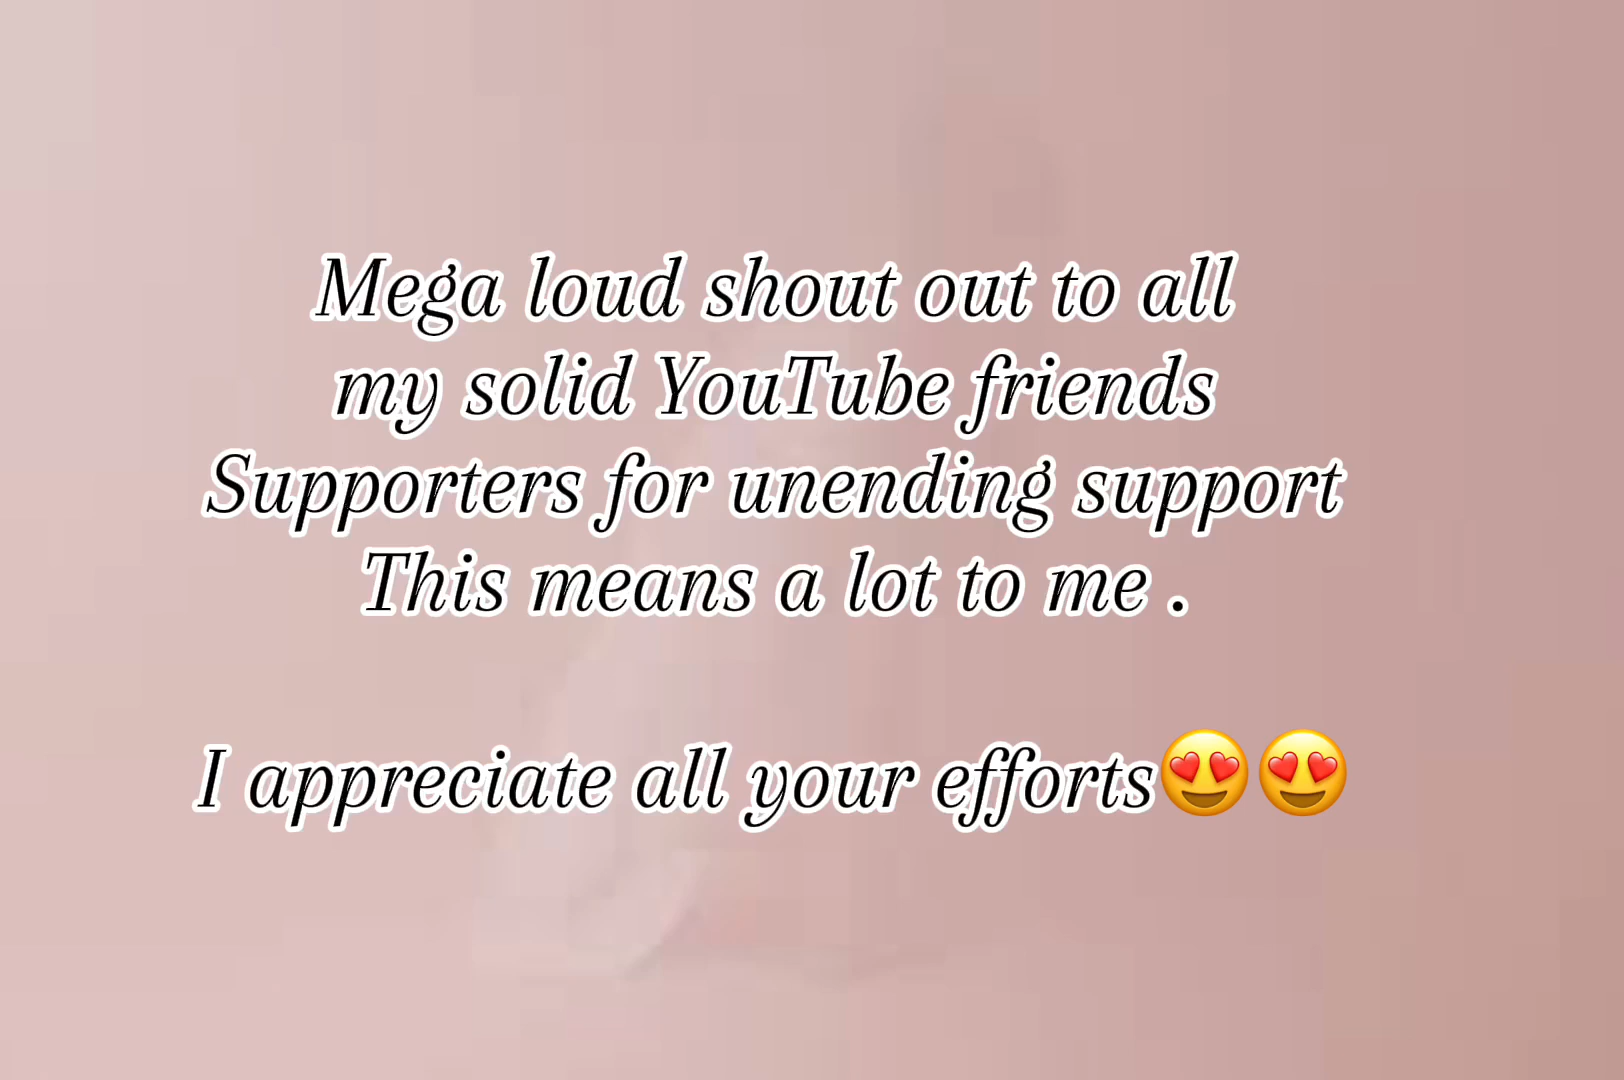 Mega loud shout out to all
my solid YouTube friends
Supporters for unending support
This means a lot to me .
I appreciate all your efforts😍😍